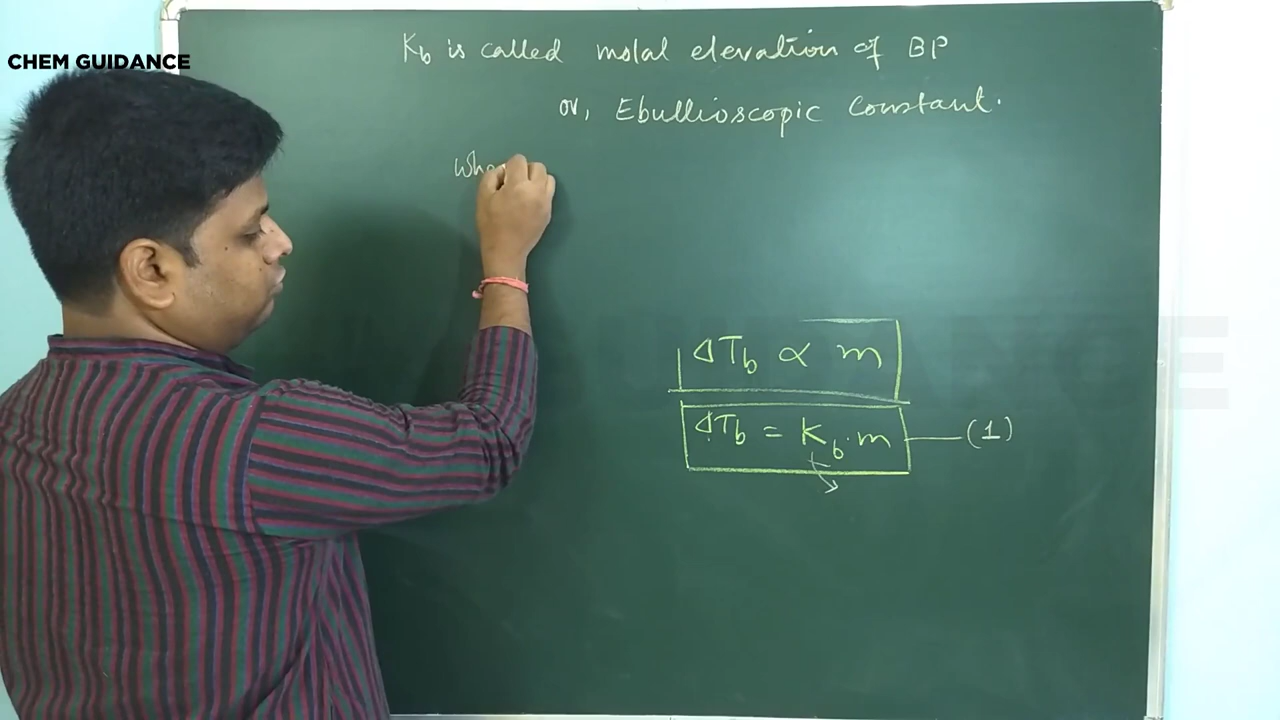 CHEM GUIDANCE
Kb is called molal elevation of BP
or, Ebullioscopic Constant.
ΔTb ∝ m
ΔTb = Kb·m — (1)